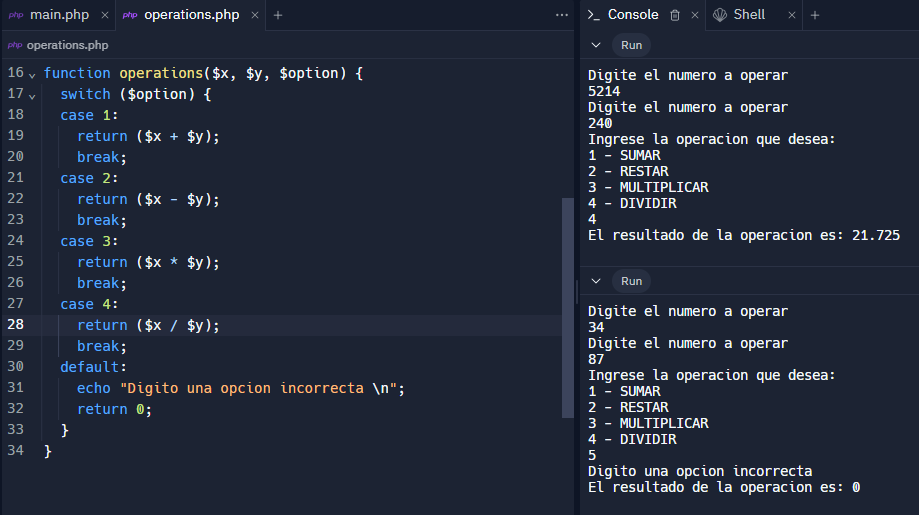 php main.php × php operations.php × +
php operations.php
16 function operations($x, $y, $option) {
17 switch ($option) {
18 case 1:
19 return ($x + $y);
20 break;
21 case 2:
22 return ($x - $y);
23 break;
24 case 3:
25 return ($x * $y);
26 break;
27 case 4:
28 return ($x / $y);
29 break;
30 default:
31 echo "Digito una opcion incorrecta \n";
32 return 0;
33 }
34 }
>_ Console × Shell × +
Run
Digite el numero a operar
5214
Digite el numero a operar
240
Ingrese la operacion que desea:
1 - SUMAR
2 - RESTAR
3 - MULTIPLICAR
4 - DIVIDIR
4
El resultado de la operacion es: 21.725
Run
Digite el numero a operar
34
Digite el numero a operar
87
Ingrese la operacion que desea:
1 - SUMAR
2 - RESTAR
3 - MULTIPLICAR
4 - DIVIDIR
5
Digito una opcion incorrecta
El resultado de la operacion es: 0